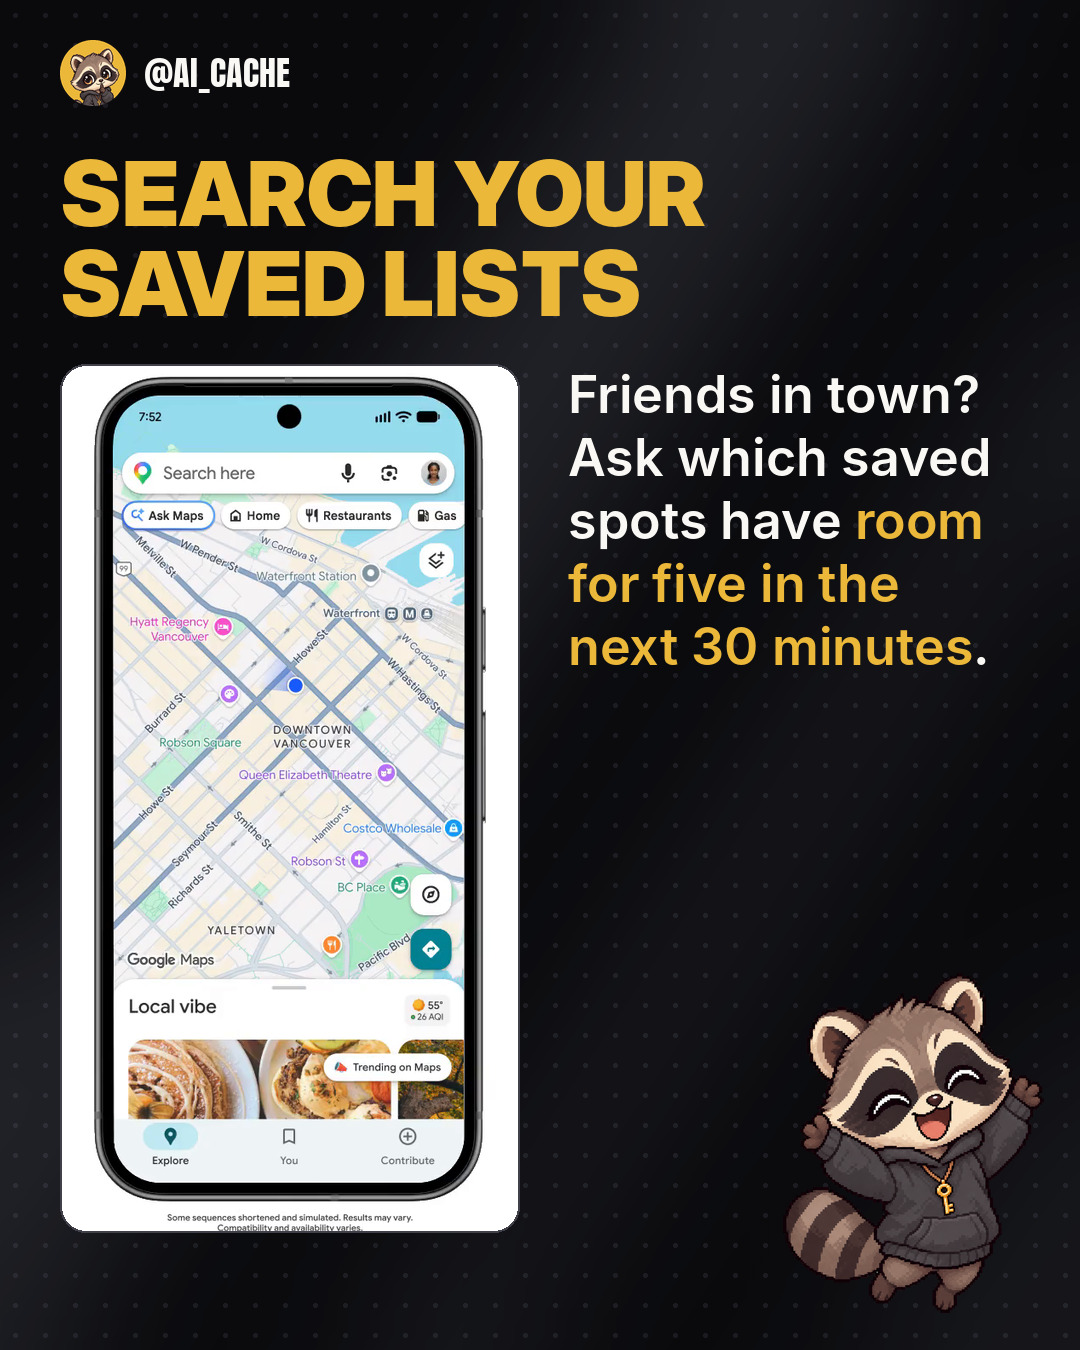 @AI_CACHE
SEARCH YOUR
SAVED LISTS
7:52
Search here
Ask Maps
Home
Restaurants
Gas
Melville St
W Pender St
W Cordova St
99
Waterfront Station
Waterfront
M
Hyatt Regency
Vancouver
Howe St
W Cordova St
W Hastings St
Burrard St
Robson Square
DOWNTOWN
VANCOUVER
Queen Elizabeth Theatre
Howe St
Seymour St
Smithe St
Hamilton St
Costco Wholesale
Robson St
Richards St
BC Place
YALETOWN
Pacific Blvd
Google Maps
Local vibe
55°
26 AQI
Trending on Maps
Explore
You
Contribute
Some sequences shortened and simulated. Results may vary.
Compatibility and availability varies.
Friends in town?
Ask which saved
spots have room
for five in the
next 30 minutes.